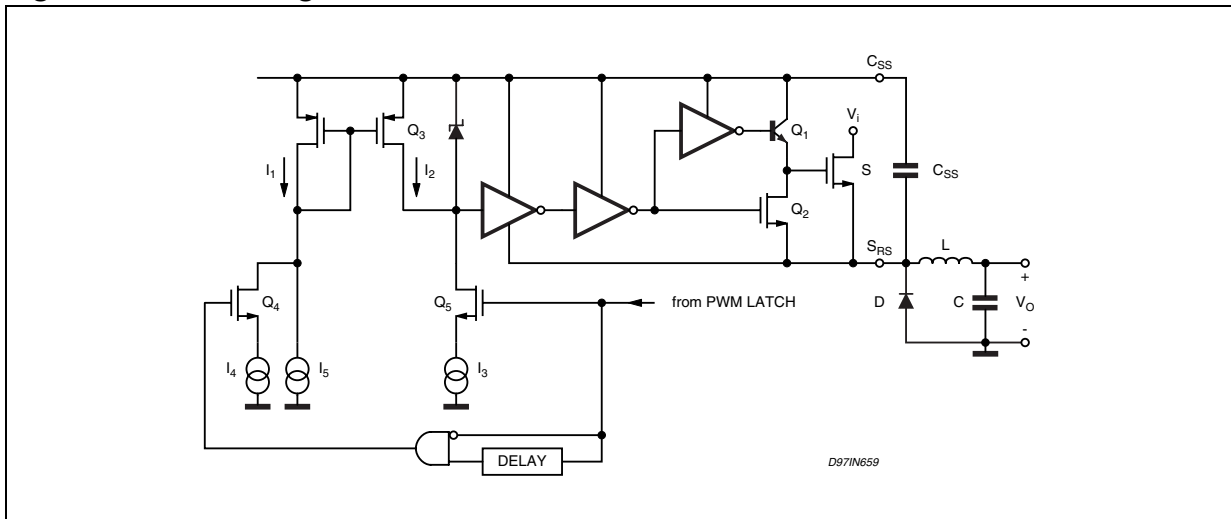 C_SS
V_i
Q_1
Q_3
I_1
I_2
S
C_SS
Q_2
S_RS
L
+
Q_4
Q_5
from PWM LATCH
D
C
V_O
-
I_4
I_5
I_3
DELAY
D97IN659